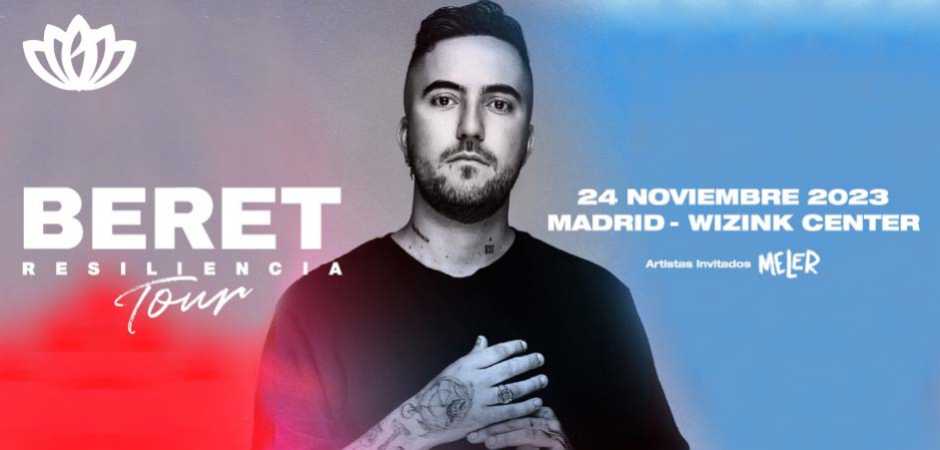 BERET
RESILIENCIA
Tour
24 NOVIEMBRE 2023
MADRID - WIZINK CENTER
Artistas Invitados MELER